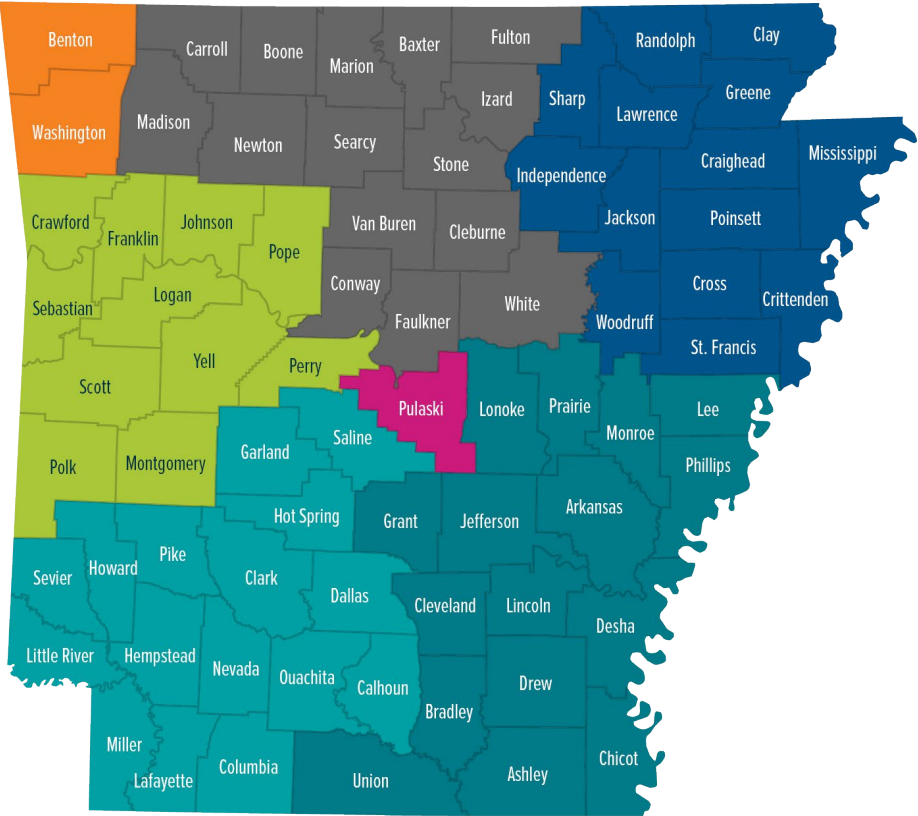 Benton
Carroll
Boone
Marion
Baxter
Fulton
Randolph
Clay
Washington
Madison
Newton
Searcy
Izard
Stone
Sharp
Lawrence
Greene
Independence
Jackson
Craighead
Mississippi
Poinsett
Crawford
Franklin
Johnson
Pope
Van Buren
Cleburne
Sebastian
Logan
Conway
Faulkner
White
Woodruff
Cross
Crittenden
St. Francis
Scott
Yell
Perry
Pulaski
Lonoke
Prairie
Monroe
Lee
Phillips
Polk
Montgomery
Garland
Saline
Hot Spring
Grant
Jefferson
Arkansas
Sevier
Howard
Pike
Clark
Dallas
Cleveland
Lincoln
Desha
Little River
Hempstead
Nevada
Ouachita
Calhoun
Bradley
Drew
Miller
Lafayette
Columbia
Union
Ashley
Chicot